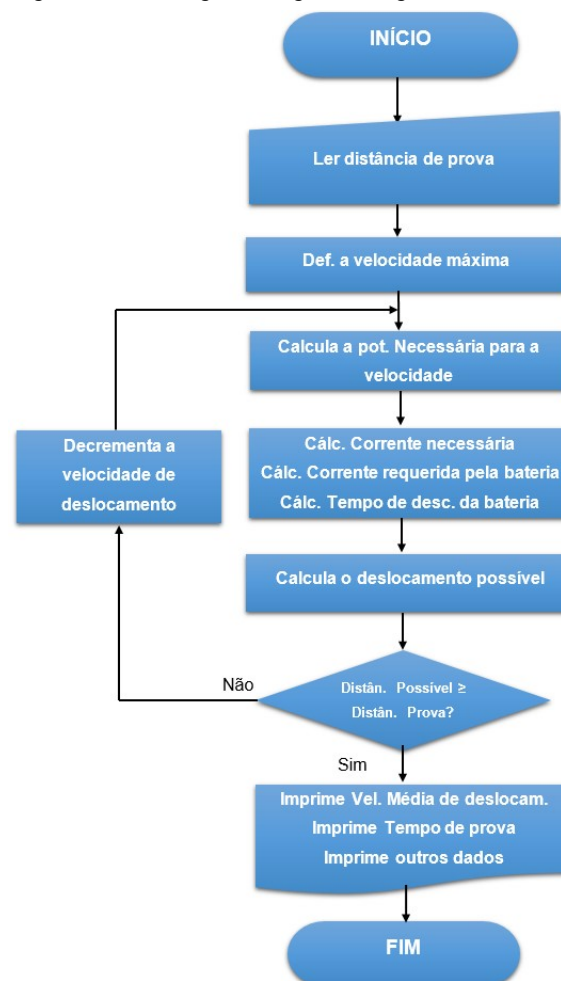 INÍCIO
Ler distância de prova
Def. a velocidade máxima
Calcula a pot. Necessária para a
velocidade
Cálc. Corrente necessária
Cálc. Corrente requerida pela bateria
Cálc. Tempo de desc. da bateria
Decrementa a
velocidade de
deslocamento
Calcula o deslocamento possível
Distân. Possível ≥
Distân. Prova?
Não
Sim
Imprime Vel. Média de deslocam.
Imprime Tempo de prova
Imprime outros dados
FIM